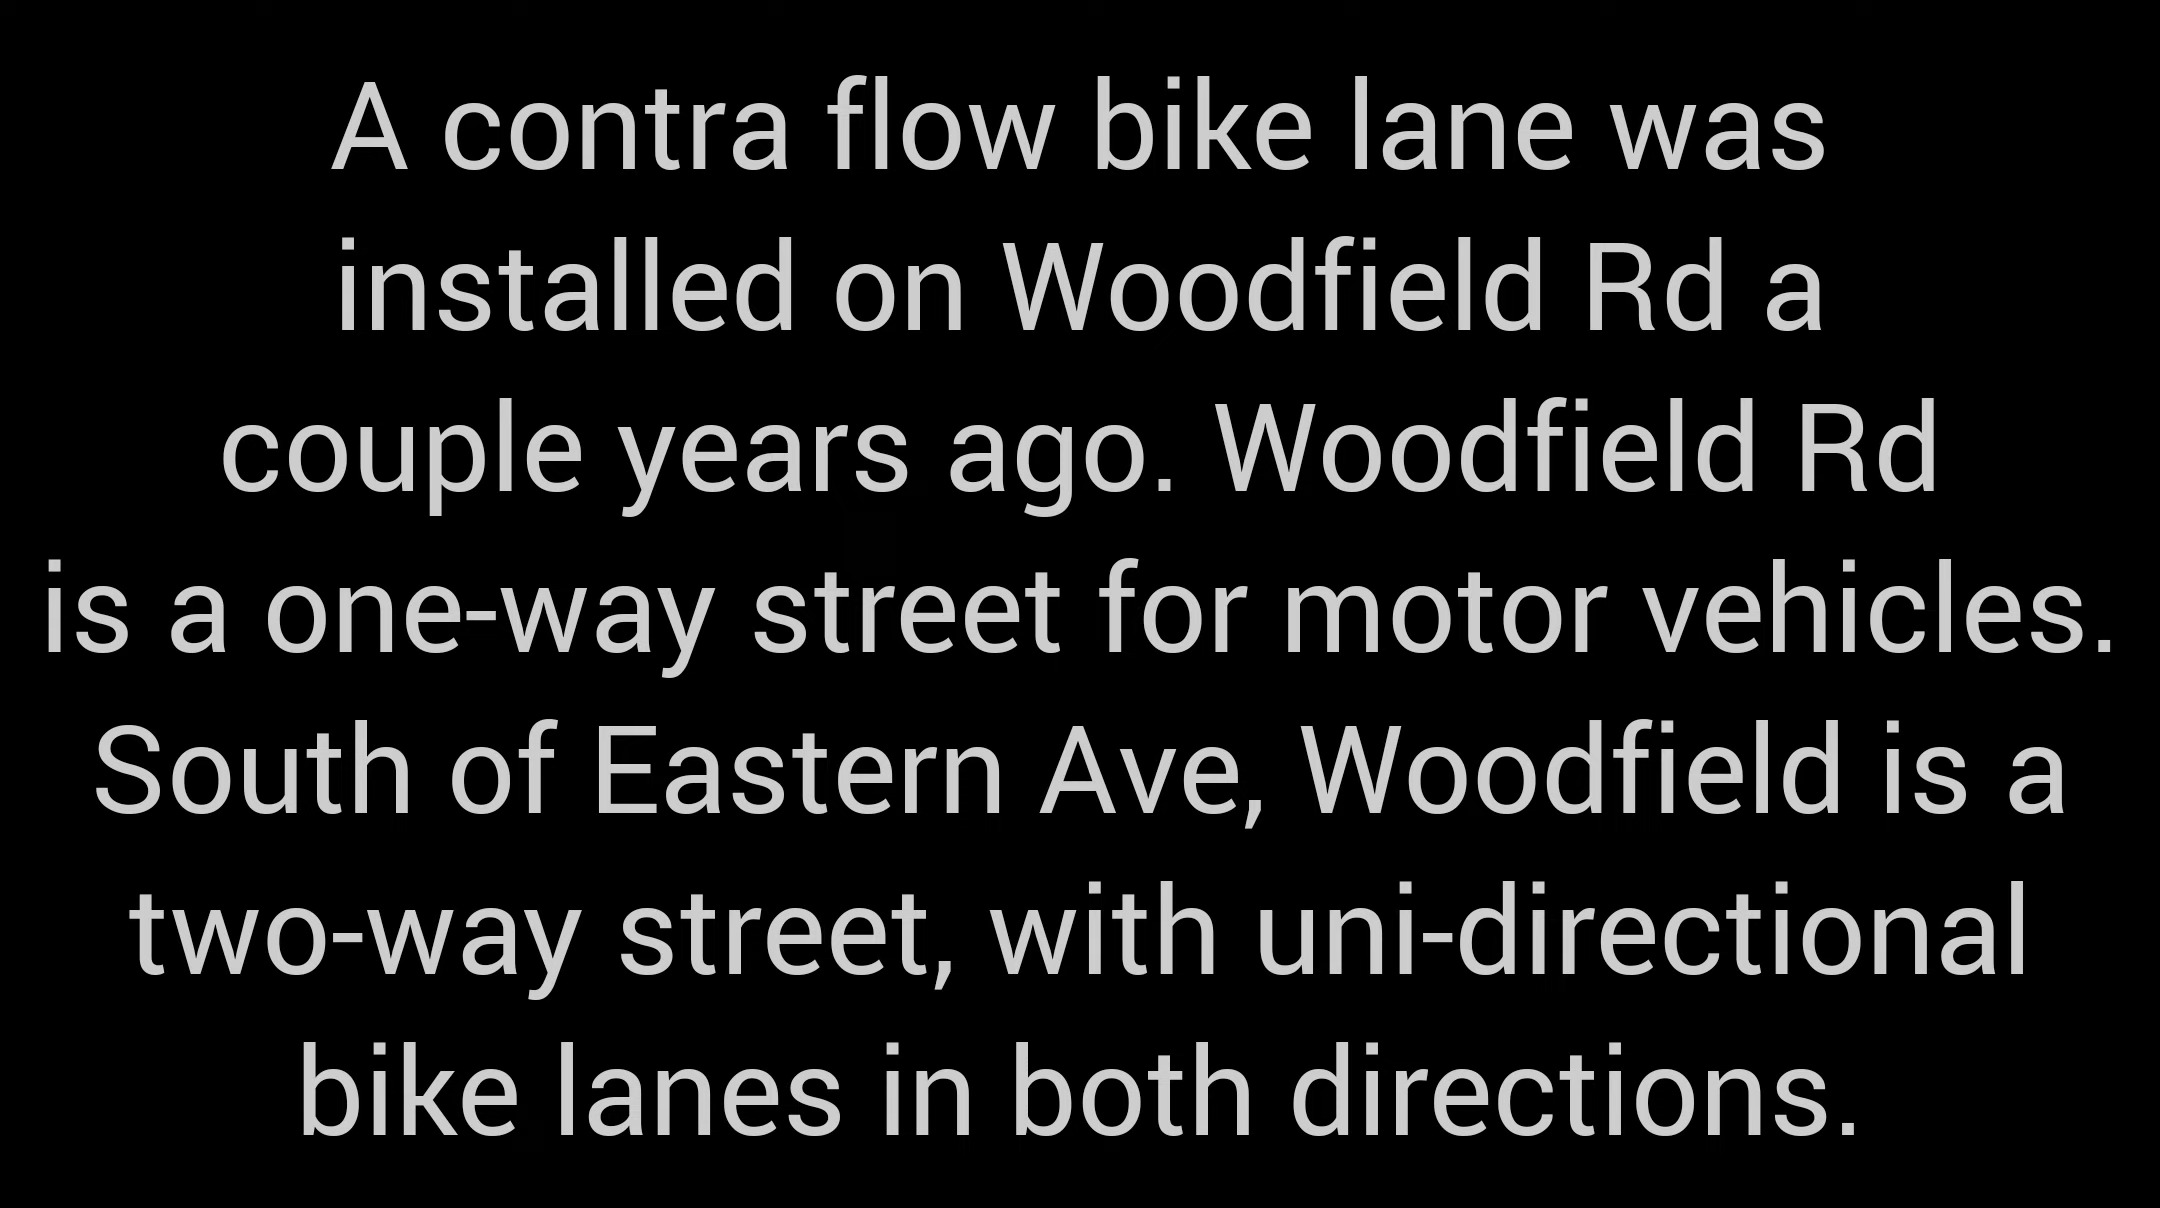 A contra flow bike lane was
installed on Woodfield Rd a
couple years ago. Woodfield Rd
is a one-way street for motor vehicles.
South of Eastern Ave, Woodfield is a
two-way street, with uni-directional
bike lanes in both directions.